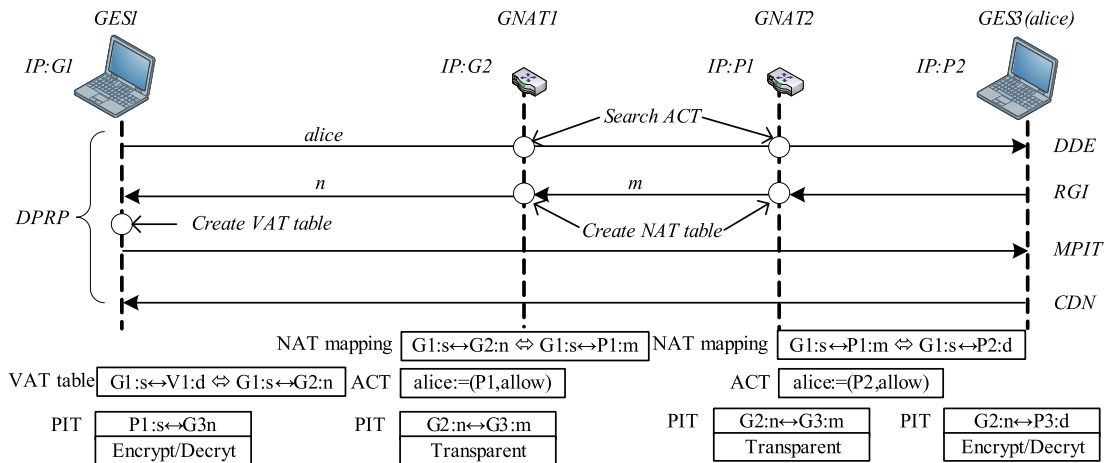 GES1 GNAT1 GNAT2 GES3(alice)
IP:G1 IP:G2 IP:P1 IP:P2
Search ACT
alice DDE
n m RGI
DPRP
Create VAT table Create NAT table
MPIT
CDN
NAT mapping G1:s↔G2:n ⇔ G1:s↔P1:m NAT mapping G1:s↔P1:m ⇔ G1:s↔P2:d
VAT table G1:s↔V1:d ⇔ G1:s↔G2:n ACT alice:=(P1,allow) ACT alice:=(P2,allow)
PIT P1:s↔G3n PIT G2:n↔G3:m PIT G2:n↔G3:m PIT G2:n↔P3:d
Encrypt/Decryt Transparent Transparent Encrypt/Decryt